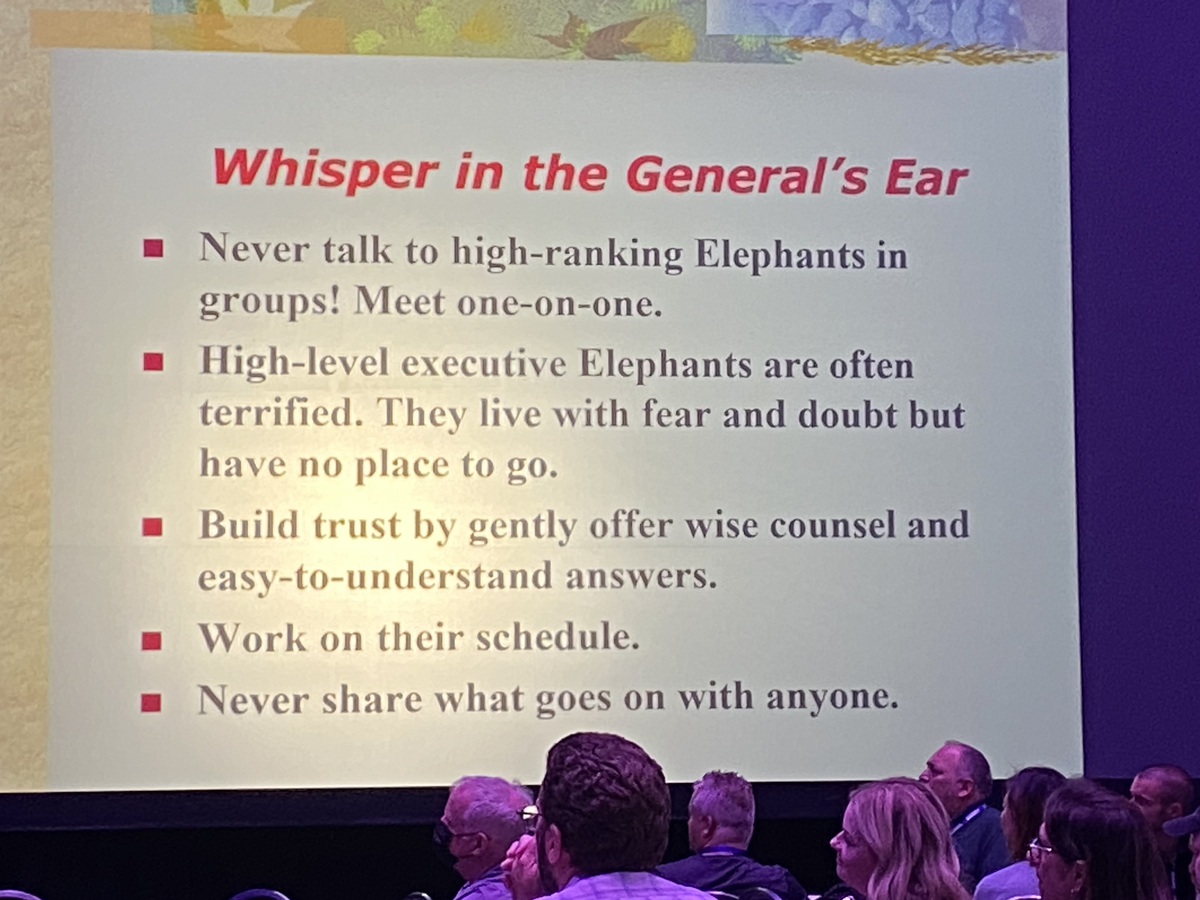 Whisper in the General's Ear
Never talk to high-ranking Elephants in
groups! Meet one-on-one.
High-level executive Elephants are often
terrified. They live with fear and doubt but
have no place to go.
Build trust by gently offer wise counsel and
easy-to-understand answers.
Work on their schedule.
Never share what goes on with anyone.